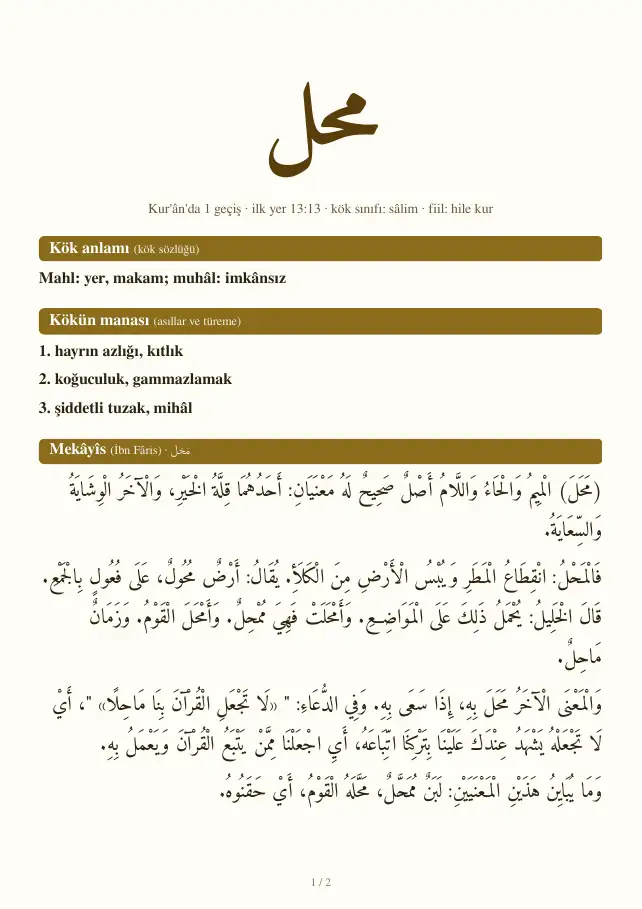 محل
Kur'ân'da 1 geçiş · ilk yer 13:13 · kök sınıfı: sâlim · fiil: hile kur
Kök anlamı (kök sözlüğü)
Mahl: yer, makam; muhâl: imkânsız
Kökün manası (asıllar ve türeme)
1. hayrın azlığı, kıtlık
2. koğuculuk, gammazlamak
3. şiddetli tuzak, mihâl
Mekâyîs (İbn Fâris) · مَحَلَ
(مَحَلَ) الْمِيمُ وَالْحَاءُ وَاللَّامُ أَصْلٌ صَحِيحٌ لَهُ مَعْنَيَانِ: أَحَدُهُمَا قِلَّةُ الْخَيْرِ، وَالْآخَرُ الْوِشَايَةُ
وَالسِّعَايَةُ.
فَالْمَحْلُ: انْقِطَاعُ الْمَطَرِ وَيُبْسُ الْأَرْضِ مِنَ الْكَلَأِ. يُقَالُ: أَرْضٌ مُحُولٌ، عَلَى فُعُولٍ بِالْجَمْعِ.
قَالَ الْخَلِيلُ: يُحْمَلُ ذَلِكَ عَلَى الْمَوَاضِعِ. وَأَمْحَلَتْ فَهِيَ مُمْحِلٌ. وَأَمْحَلَ الْقَوْمُ. وَزَمَانٌ
مَاحِلٌ.
وَالْمَعْنَى الْآخَرُ مَحَلَ بِهِ، إِذَا سَعَى بِهِ. وَفِي الدُّعَاءِ: " «لَا تَجْعَلِ الْقُرْآنَ بِنَا مَاحِلًا» "، أَيْ
لَا تَجْعَلْهُ يَشْهَدُ عِنْدَكَ عَلَيْنَا بِتَرْكِنَا اتِّبَاعَهُ، أَيِ اجْعَلْنَا مِمَّنْ يَتْبَعُ الْقُرْآنَ وَيَعْمَلُ بِهِ.
وَمَا يُبَايِنُ هَذَيْنِ الْمَعْنَيَيْنِ: لَبَنٌ مُمَحَّلٌ، مَحَّلَهُ الْقَوْمُ، أَيْ حَقَنُوهُ.
1 / 2